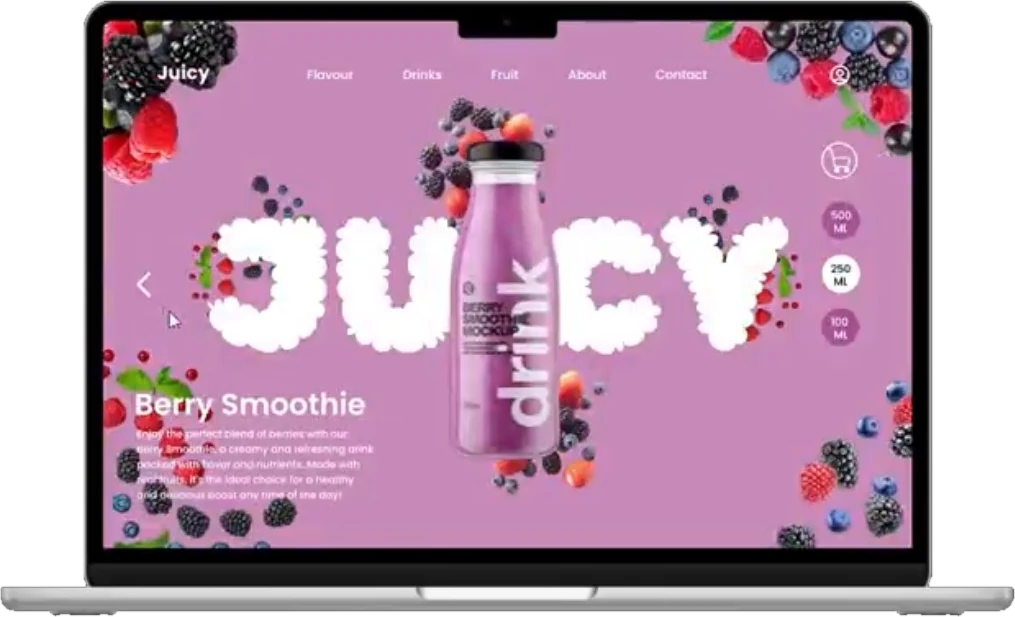 Juicy
Flavour
Drinks
Fruit
About
Contact
500
ML
JUICY
250
ML
100
ML
BERRY
SMOOTHIE
MOCKUP
drink
Berry Smoothie
Enjoy the perfect blend of berries with our
Berry Smoothie, a creamy and refreshing drink
packed with flavor and nutrients. Made with
real fruits, it's the ideal choice for a healthy
and delicious boost any time of the day!